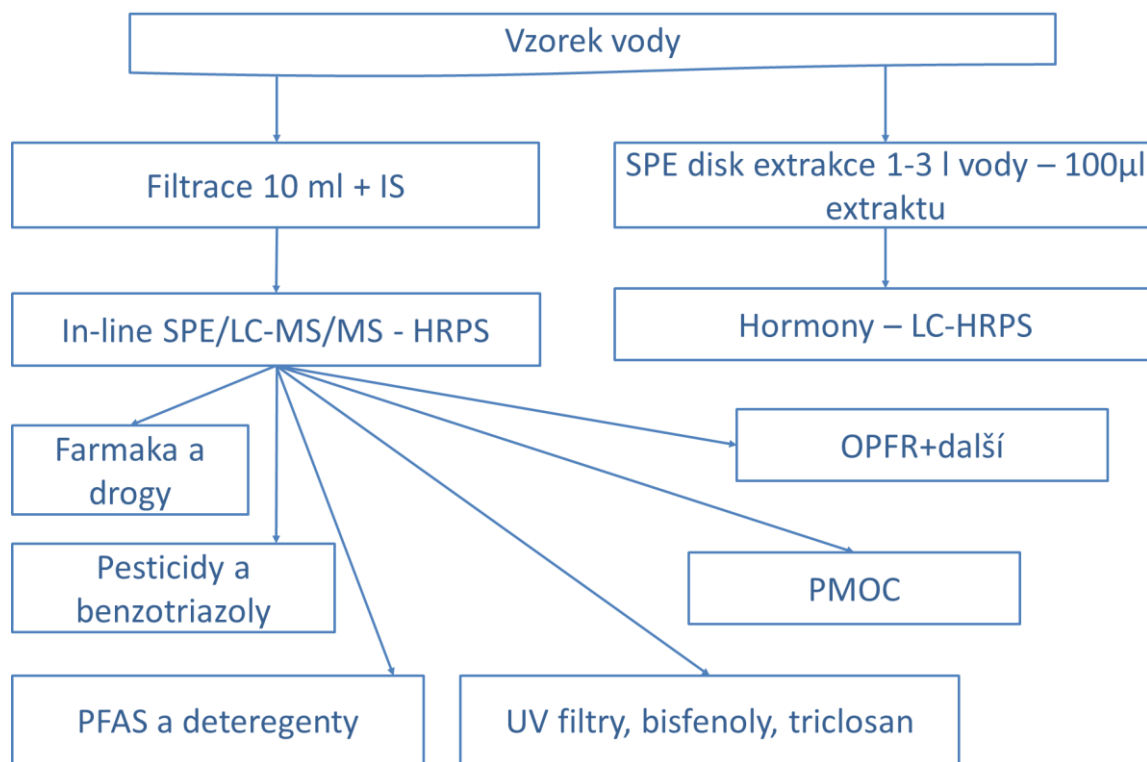 Vzorek vody
Filtrace 10 ml + IS
SPE disk extrakce 1-3 l vody – 100µl
extraktu
In-line SPE/LC-MS/MS - HRPS
Hormony – LC-HRPS
Farmaka a
drogy
OPFR+další
Pesticidy a
benzotriazoly
PMOC
PFAS a deteregenty
UV filtry, bisfenoly, triclosan